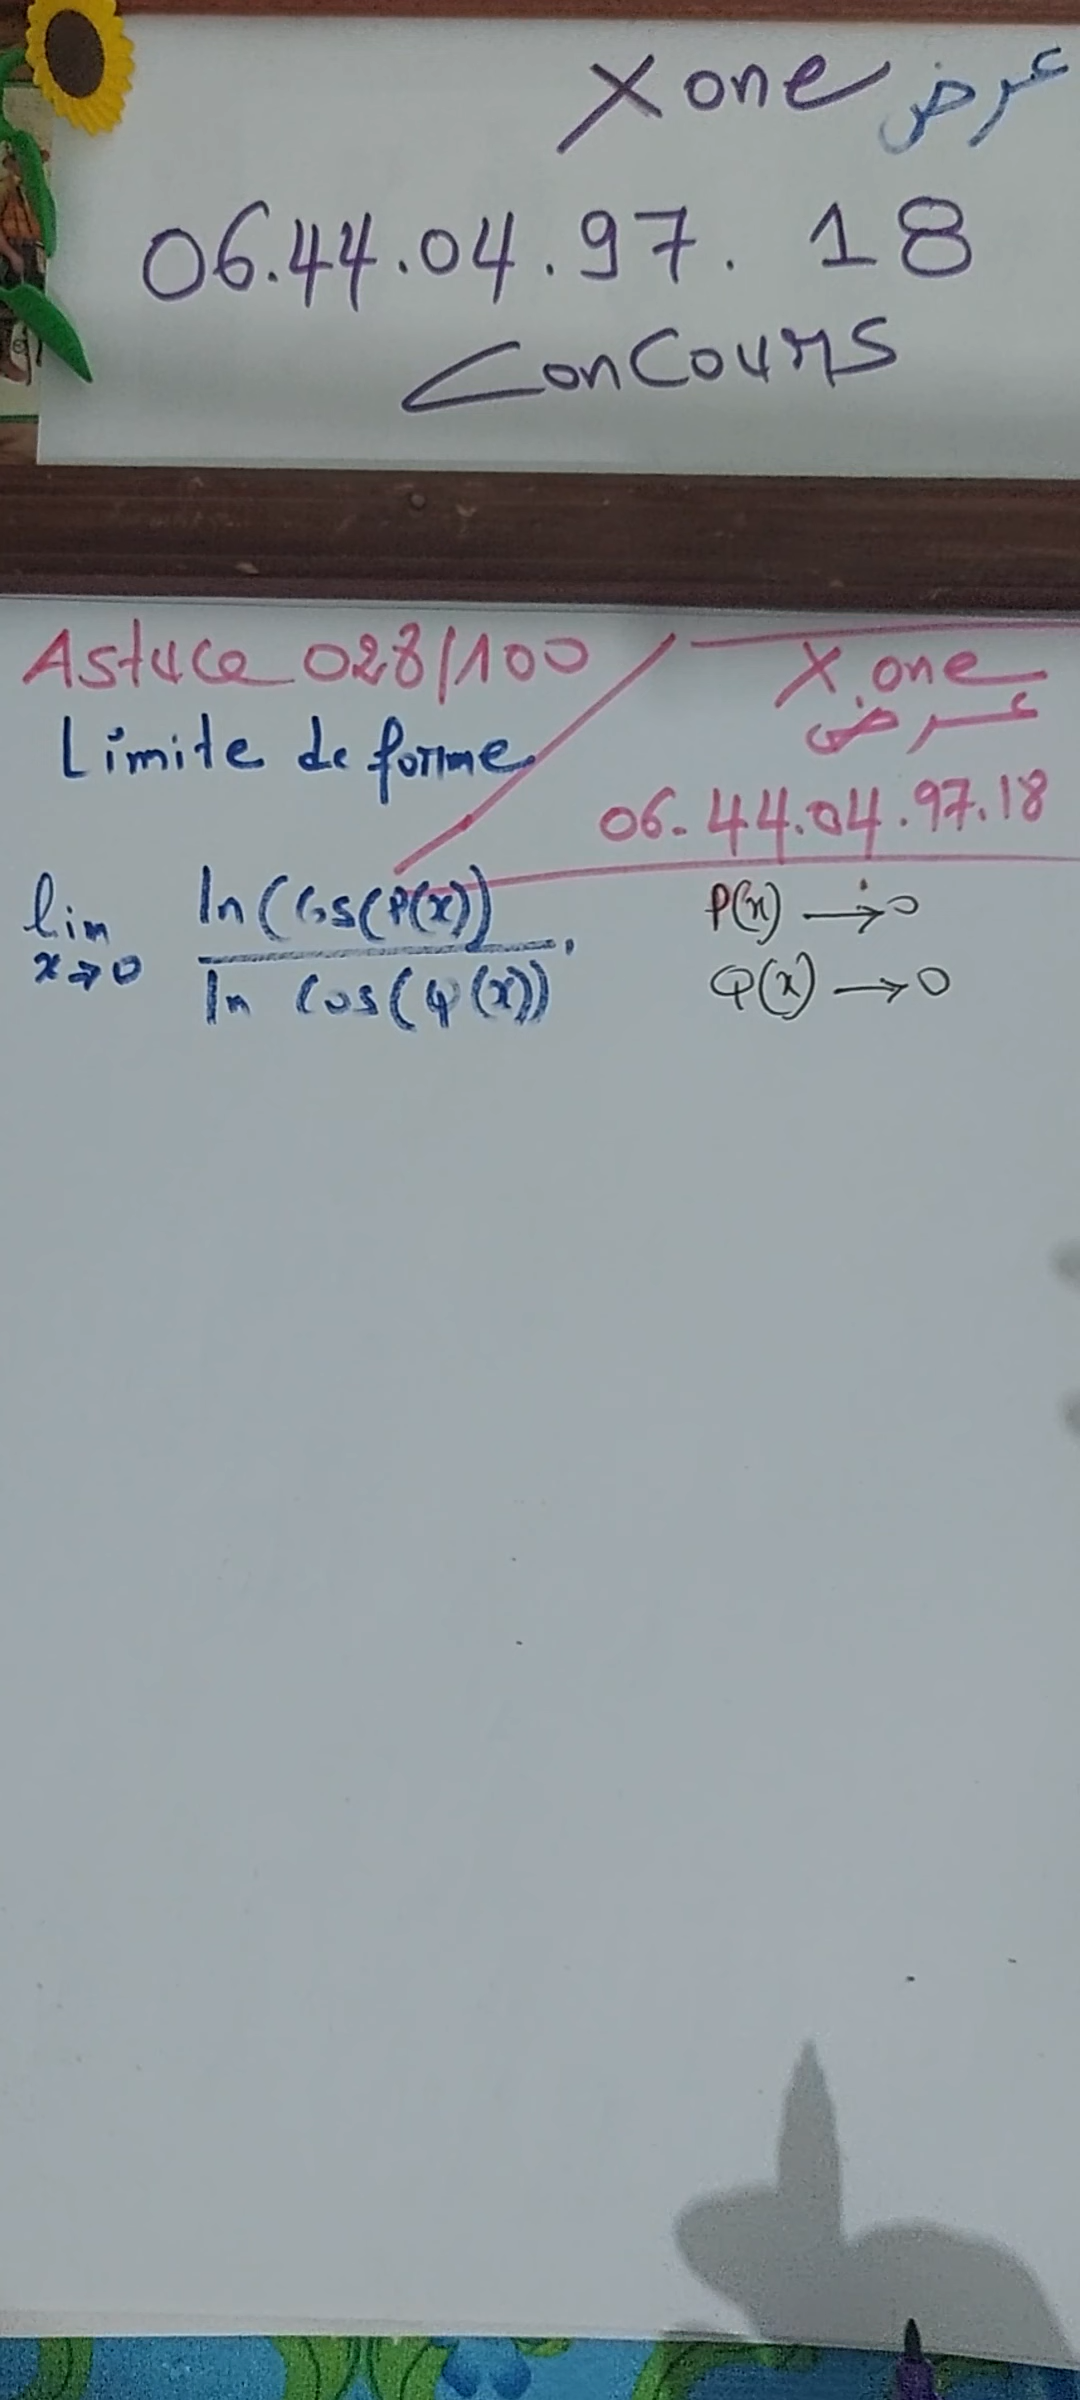 X one عرض
06.44.04.97.18
Concours
Astuce 028/100
X.one
عرض
Limite de forme
06.44.04.97.18
lim x→0 ln(cos(P(x)) / ln cos(φ(x)) .
P(x) → 0
Q(x) → 0